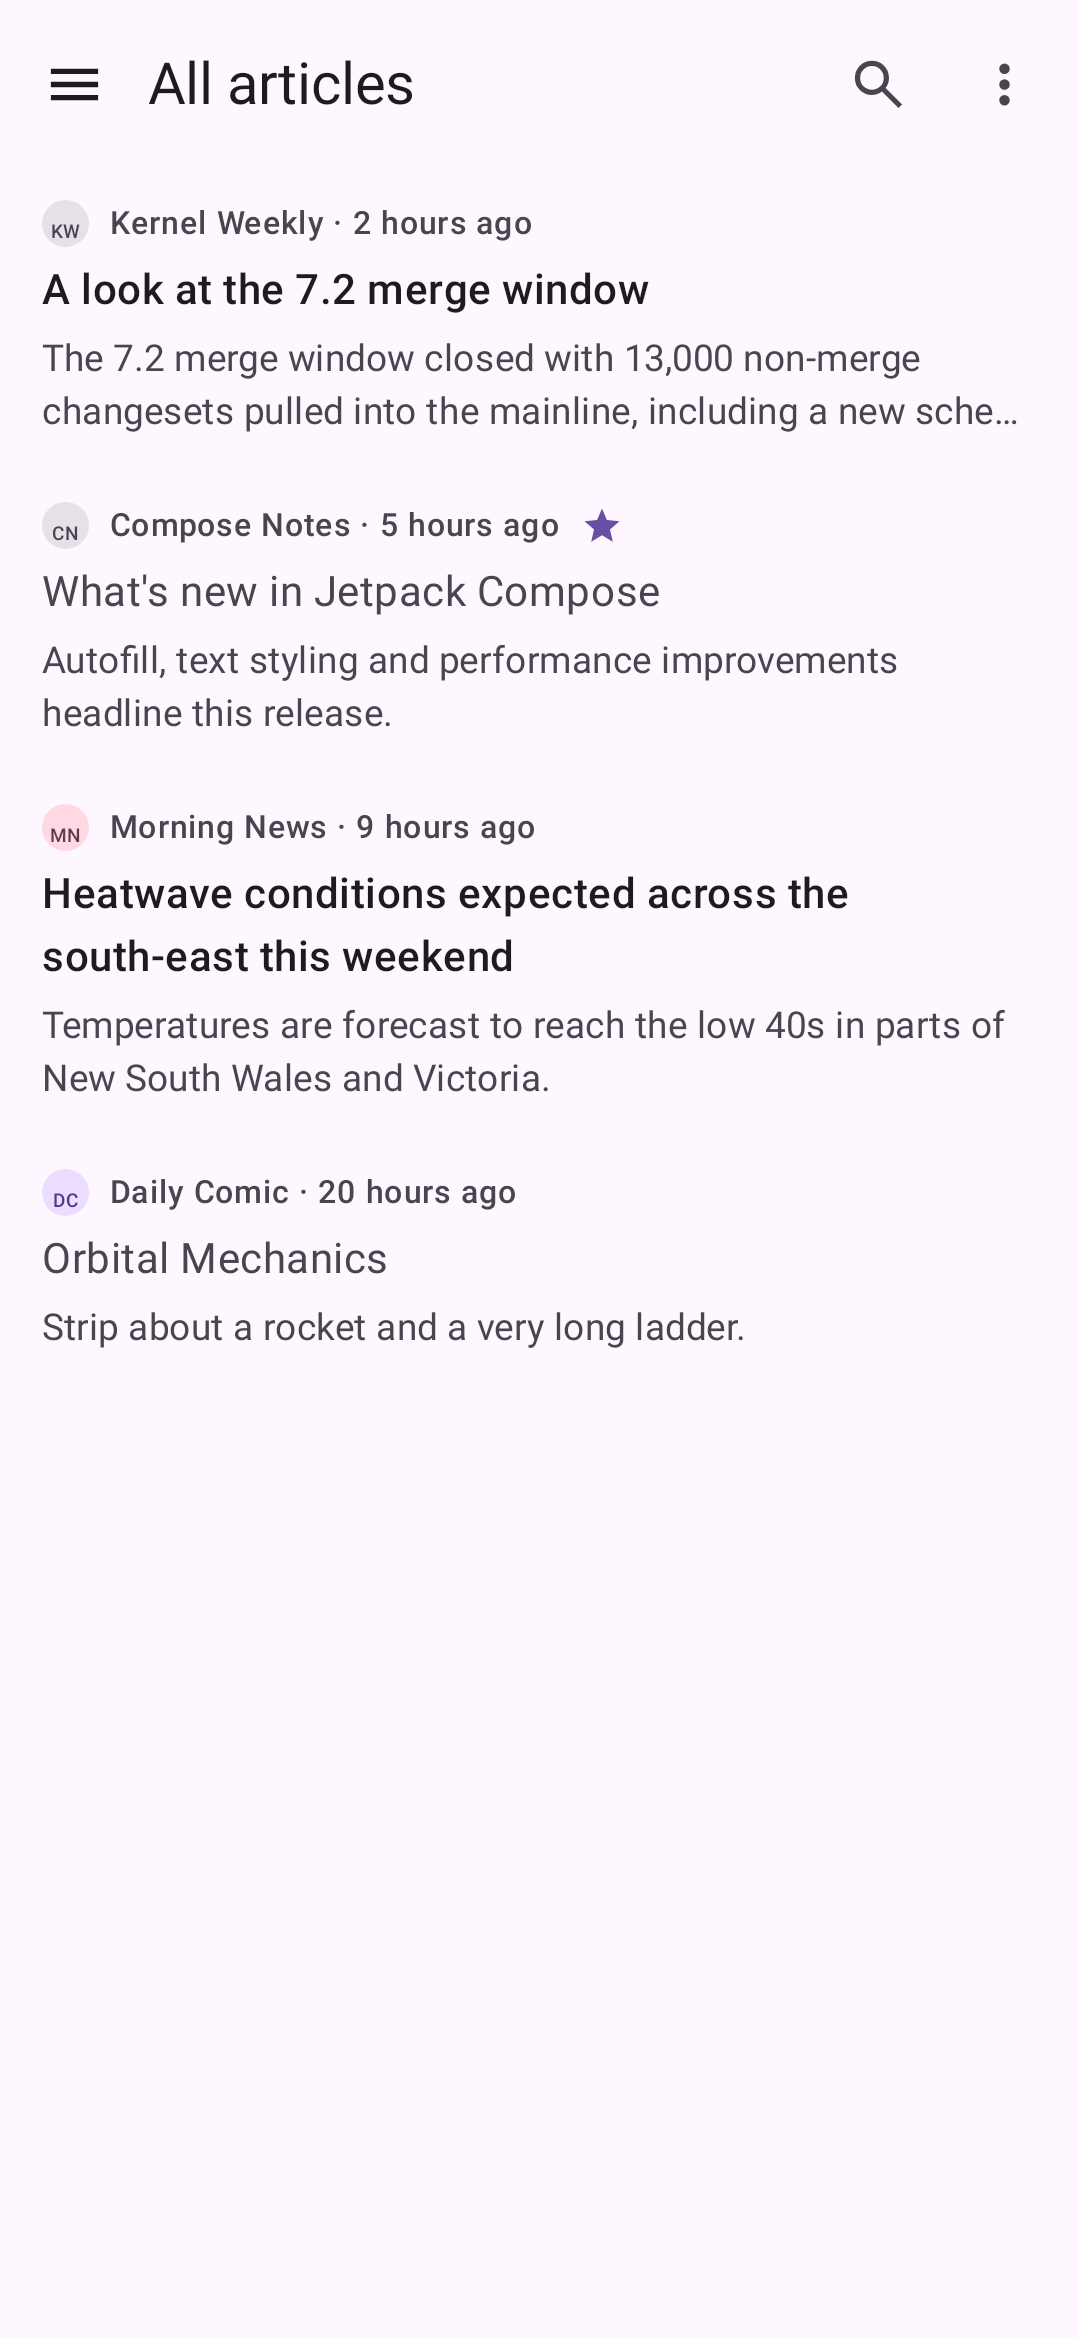 All articles
KW Kernel Weekly · 2 hours ago
A look at the 7.2 merge window
The 7.2 merge window closed with 13,000 non-merge
changesets pulled into the mainline, including a new sche…
CN Compose Notes · 5 hours ago
What's new in Jetpack Compose
Autofill, text styling and performance improvements
headline this release.
MN Morning News · 9 hours ago
Heatwave conditions expected across the
south-east this weekend
Temperatures are forecast to reach the low 40s in parts of
New South Wales and Victoria.
DC Daily Comic · 20 hours ago
Orbital Mechanics
Strip about a rocket and a very long ladder.